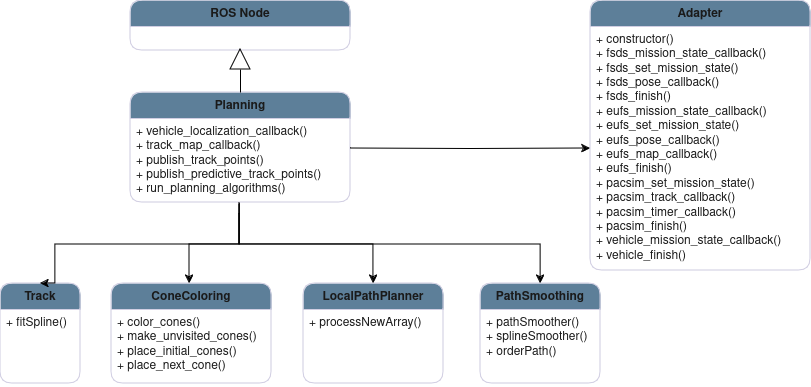 ROS Node
Planning
+ vehicle_localization_callback()
+ track_map_callback()
+ publish_track_points()
+ publish_predictive_track_points()
+ run_planning_algorithms()
Adapter
+ constructor()
+ fsds_mission_state_callback()
+ fsds_set_mission_state()
+ fsds_pose_callback()
+ fsds_finish()
+ eufs_mission_state_callback()
+ eufs_set_mission_state()
+ eufs_pose_callback()
+ eufs_map_callback()
+ eufs_finish()
+ pacsim_set_mission_state()
+ pacsim_track_callback()
+ pacsim_timer_callback()
+ pacsim_finish()
+ vehicle_mission_state_callback()
+ vehicle_finish()
Track
+ fitSpline()
ConeColoring
+ color_cones()
+ make_unvisited_cones()
+ place_initial_cones()
+ place_next_cone()
LocalPathPlanner
+ processNewArray()
PathSmoothing
+ pathSmoother()
+ splineSmoother()
+ orderPath()